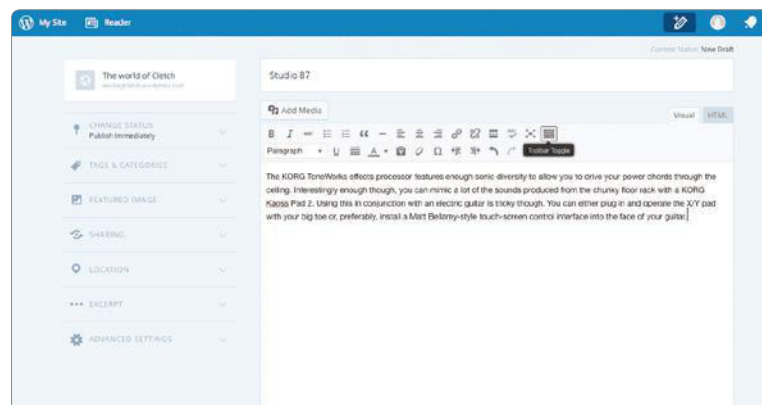 My Site Reader
Current Status: New Draft
The world of Cletch
Studio 87
Add Media
Visual HTML
CHANGE STATUS
Publish Immediately
TAGS & CATEGORIES
FEATURED IMAGE
SHARING
LOCATION
EXCERPT
ADVANCED SETTINGS
Paragraph
Toolbar Toggle
The KORG ToneWorks effects processor features enough sonic diversity to allow you to drive your power chords through the
ceiling. Interestingly enough though, you can mimic a lot of the sounds produced from the chunky floor rack with a KORG
Kaoss Pad 2. Using this in conjunction with an electric guitar is tricky though. You can either plug in and operate the X/Y pad
with your big toe or, preferably, install a Matt Bellamy-style touch-screen control interface into the face of your guitar.